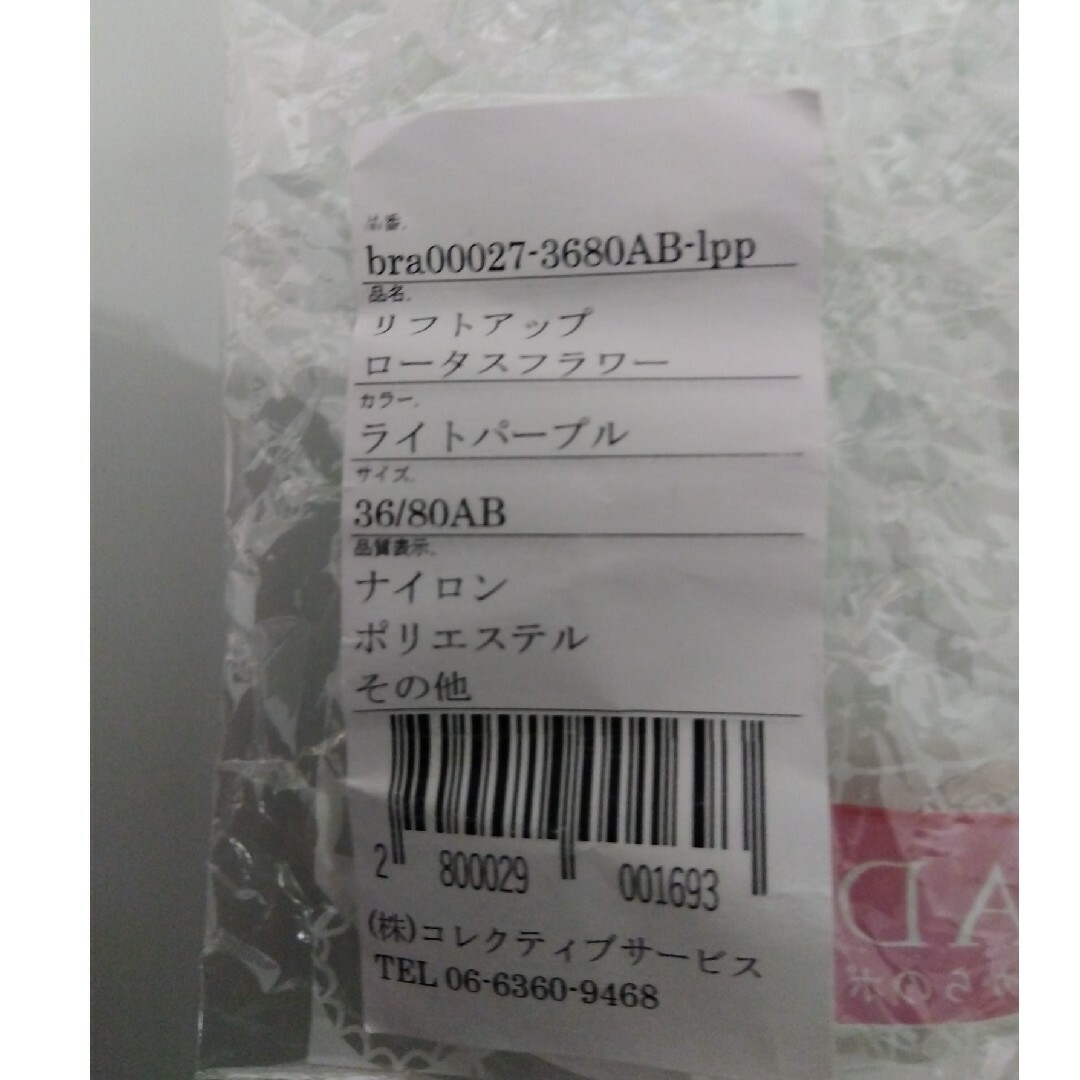 品番.
bra00027-3680AB-lpp
品名.
リフトアップ
ロータスフラワー
カラー.
ライトパープル
サイズ.
36/80AB
品質表示.
ナイロン
ポリエステル
その他
2 800029 001693
(株)コレクティブサービス
TEL 06-6360-9468
AD